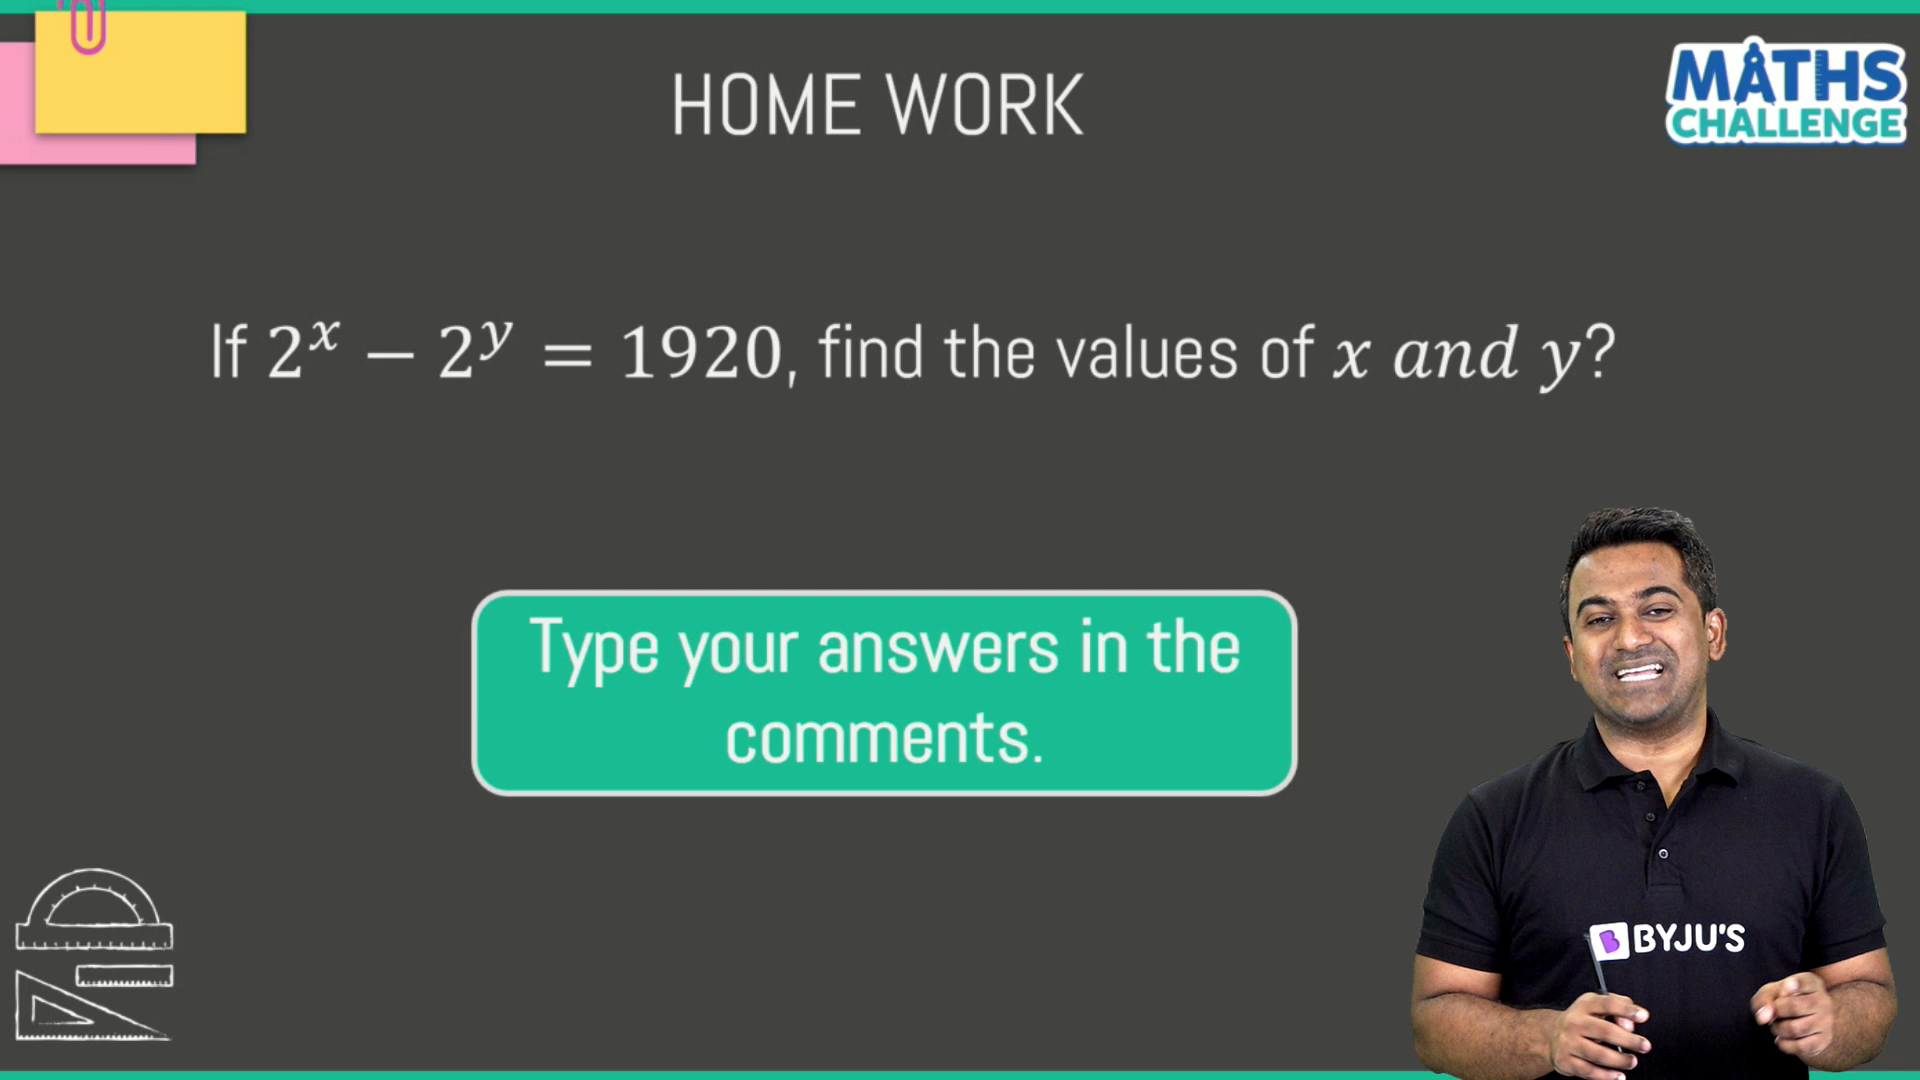 HOME WORK
MATHS
CHALLENGE
If 2^x − 2^y = 1920, find the values of x and y?
Type your answers in the
comments.
B BYJU'S